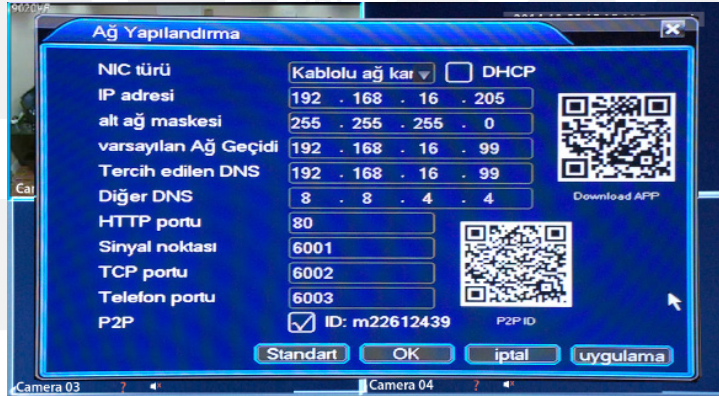 Ağ Yapılandırma
NIC türü Kablolu ağ kar DHCP
IP adresi 192 . 168 . 16 . 205
alt ağ maskesi 255 . 255 . 255 . 0
varsayılan Ağ Geçidi 192 . 168 . 16 . 99
Tercih edilen DNS 192 . 168 . 16 . 99
Diğer DNS 8 . 8 . 4 . 4
Download APP
HTTP portu 80
Sinyal noktası 6001
TCP portu 6002
Telefon portu 6003
P2P ID: m22612439 P2P ID
Standart OK iptal uygulama
Camera 03 ? Camera 04 ?